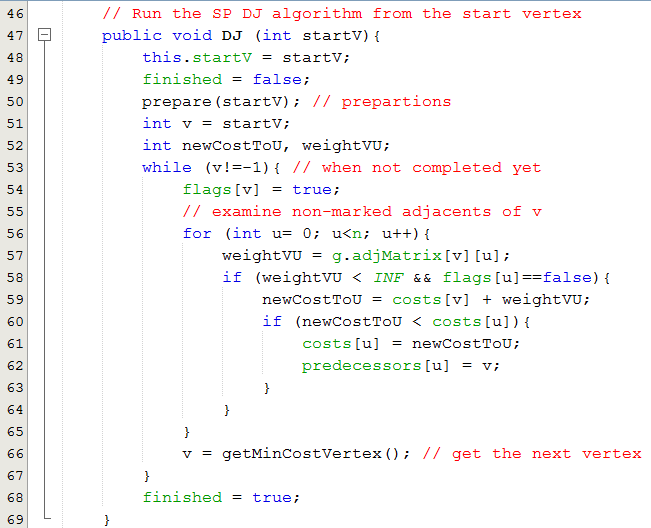 46 // Run the SP DJ algorithm from the start vertex
47 public void DJ (int startV){
48 this.startV = startV;
49 finished = false;
50 prepare(startV); // prepartions
51 int v = startV;
52 int newCostToU, weightVU;
53 while (v!=-1){ // when not completed yet
54 flags[v] = true;
55 // examine non-marked adjacents of v
56 for (int u= 0; u<n; u++){
57 weightVU = g.adjMatrix[v][u];
58 if (weightVU < INF && flags[u]==false){
59 newCostToU = costs[v] + weightVU;
60 if (newCostToU < costs[u]){
61 costs[u] = newCostToU;
62 predecessors[u] = v;
63 }
64 }
65 }
66 v = getMinCostVertex(); // get the next vertex
67 }
68 finished = true;
69 }